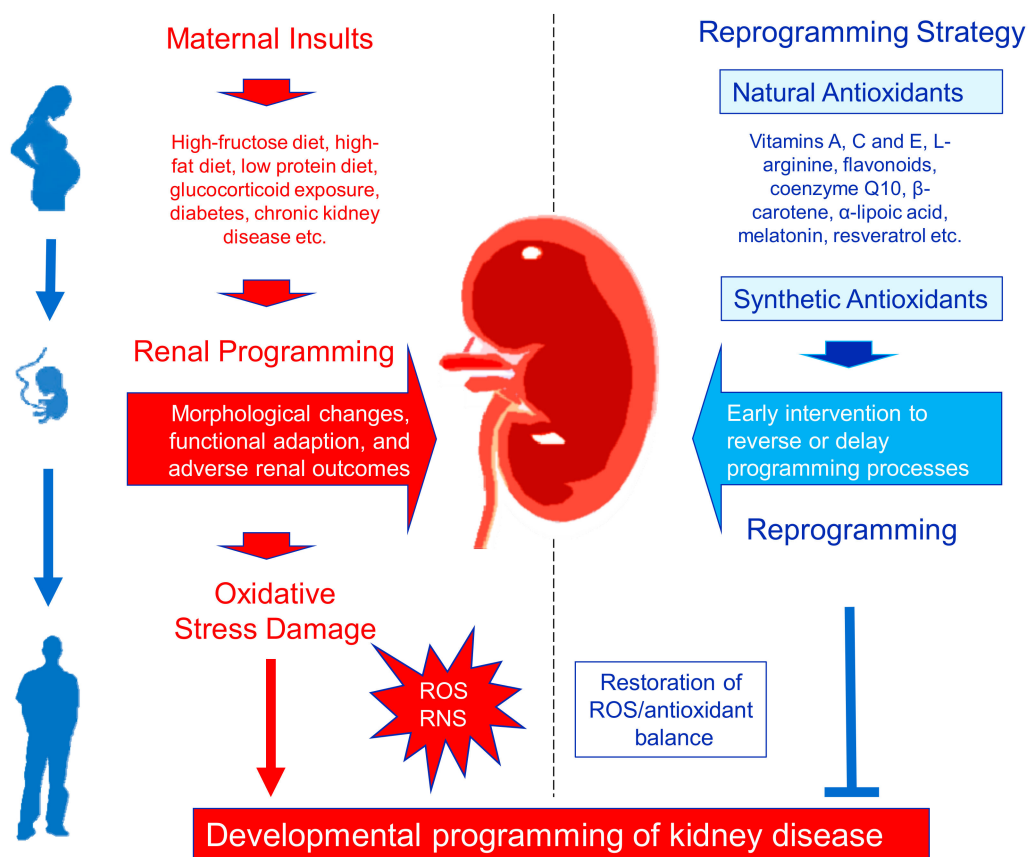 Maternal Insults
High-fructose diet, high-
fat diet, low protein diet,
glucocorticoid exposure,
diabetes, chronic kidney
disease etc.
Renal Programming
Morphological changes,
functional adaption, and
adverse renal outcomes
Oxidative
Stress Damage
ROS
RNS
Reprogramming Strategy
Natural Antioxidants
Vitamins A, C and E, L-
arginine, flavonoids,
coenzyme Q10, β-
carotene, α-lipoic acid,
melatonin, resveratrol etc.
Synthetic Antioxidants
Early intervention to
reverse or delay
programming processes
Reprogramming
Restoration of
ROS/antioxidant
balance
Developmental programming of kidney disease